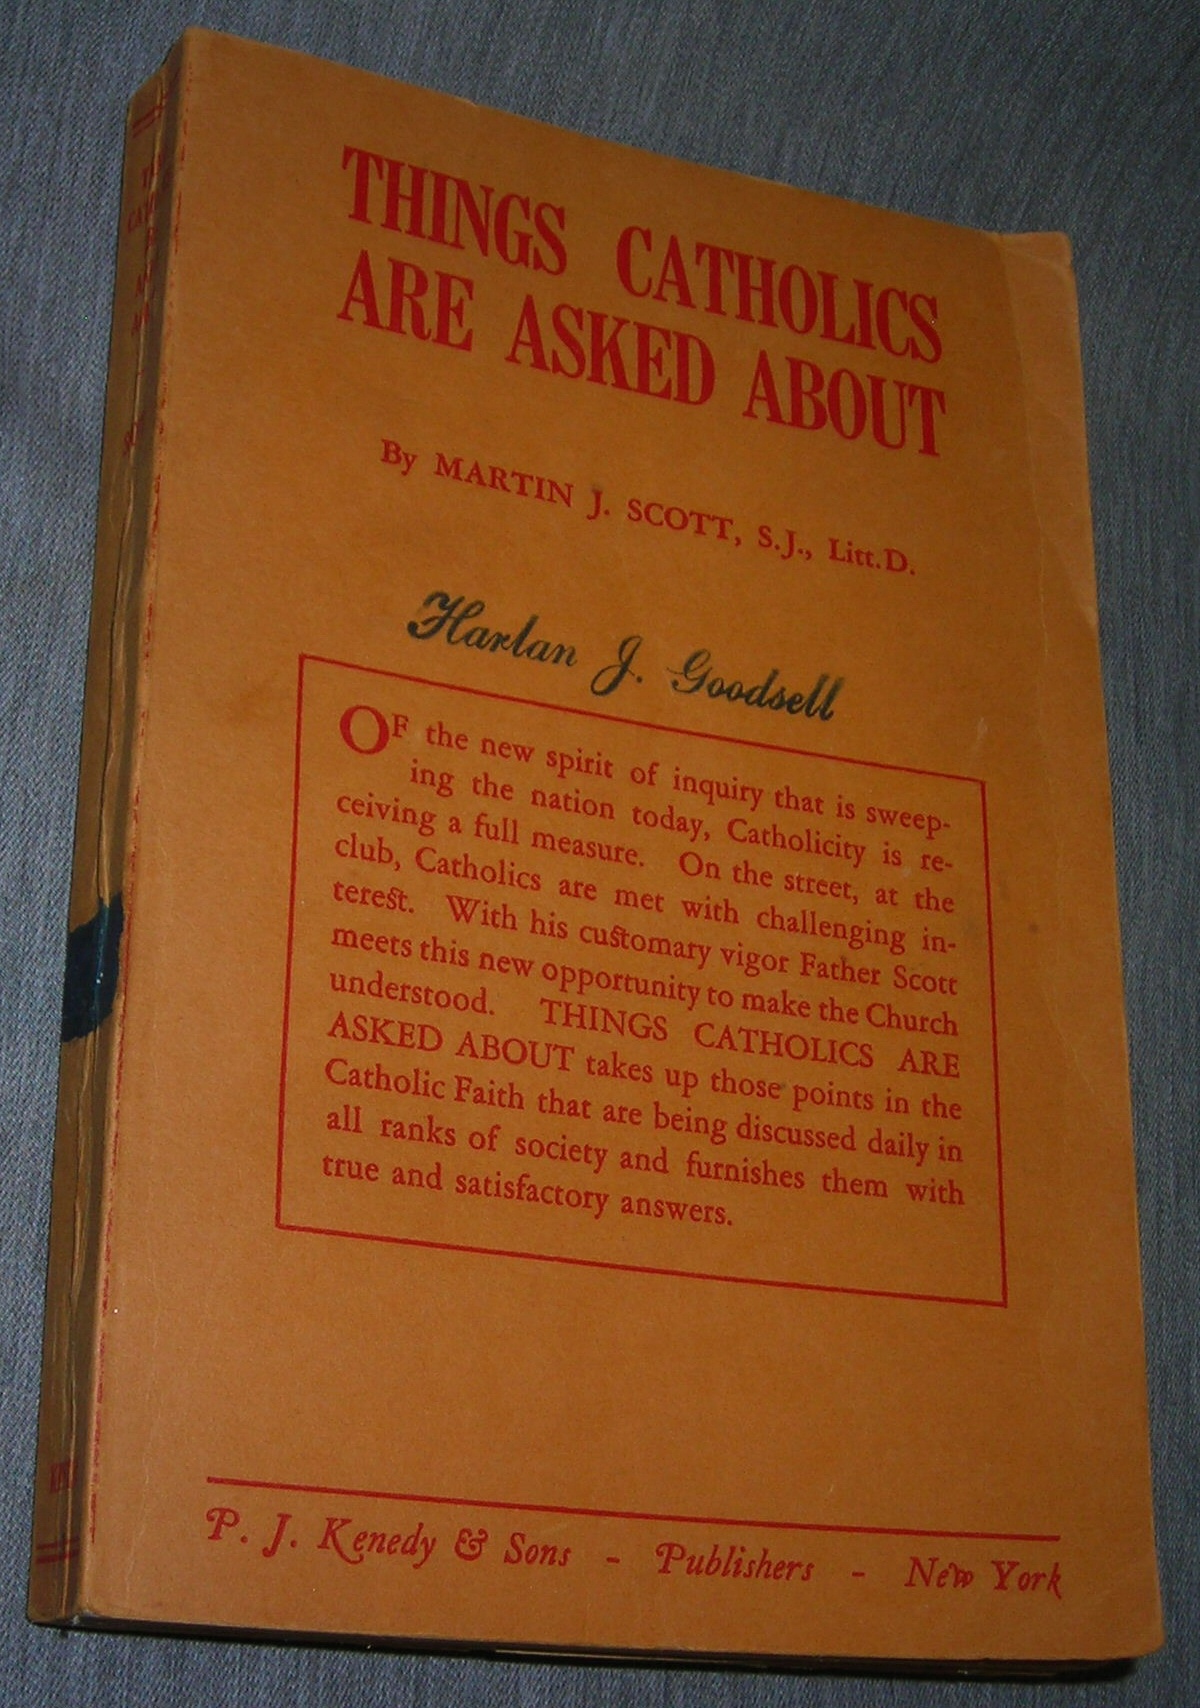 THINGS CATHOLICS
ARE ASKED ABOUT
By MARTIN J. SCOTT, S.J., Litt.D.
Harlan J. Goodsell
OF the new spirit of inquiry that is sweep-
ing the nation today, Catholicity is re-
ceiving a full measure. On the street, at the
club, Catholics are met with challenging in-
terest. With his customary vigor Father Scott
meets this new opportunity to make the Church
understood. THINGS CATHOLICS ARE
ASKED ABOUT takes up those points in the
Catholic Faith that are being discussed daily in
all ranks of society and furnishes them with
true and satisfactory answers.
P. J. Kenedy & Sons - Publishers - New York